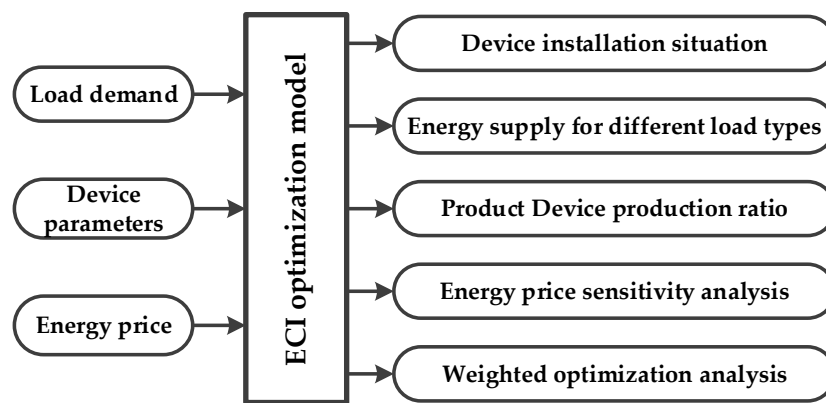 Load demand
Device
parameters
Energy price
ECI optimization model
Device installation situation
Energy supply for different load types
Product Device production ratio
Energy price sensitivity analysis
Weighted optimization analysis